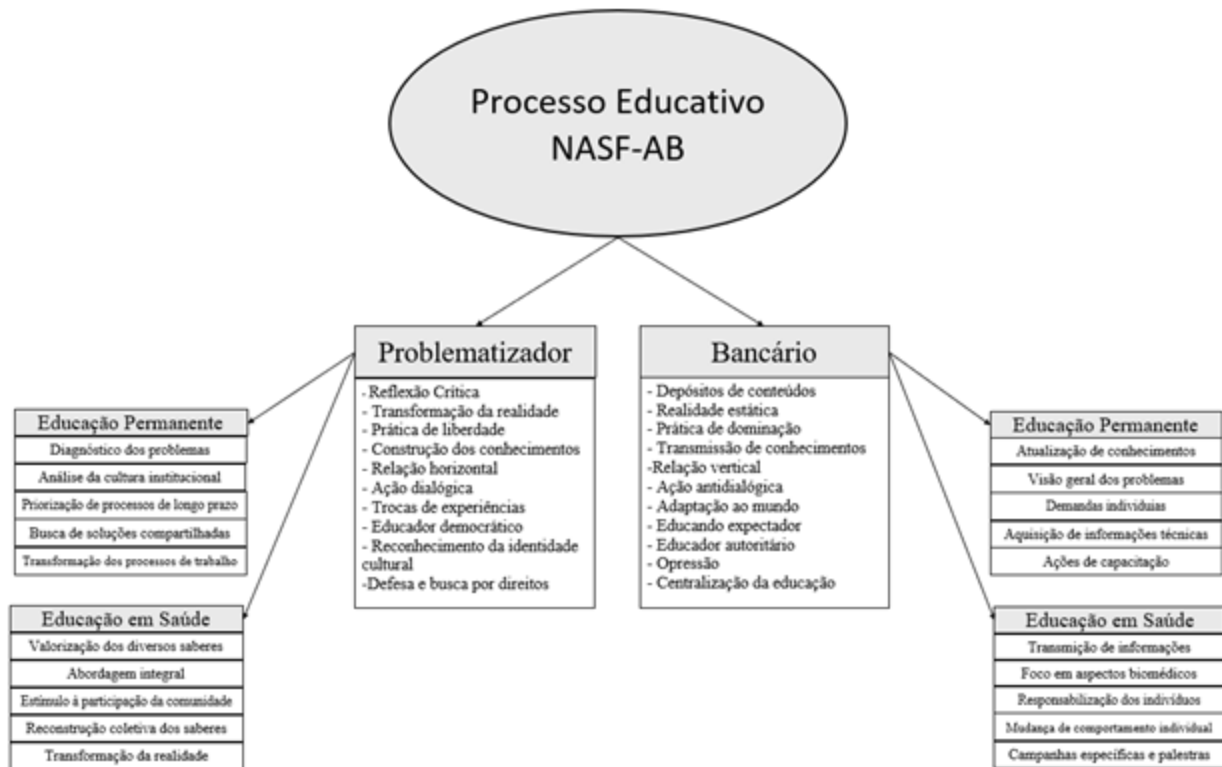 Processo Educativo
NASF-AB
Problematizador
- Reflexão Crítica
- Transformação da realidade
- Prática de liberdade
- Construção dos conhecimentos
- Relação horizontal
- Ação dialógica
- Trocas de experiências
- Educador democrático
- Reconhecimento da identidade
cultural
-Defesa e busca por direitos
Bancário
- Depósitos de conteúdos
- Realidade estática
- Prática de dominação
- Transmissão de conhecimentos
-Relação vertical
- Ação antidialógica
- Adaptação ao mundo
- Educando expectador
- Educador autoritário
- Opressão
- Centralização da educação
Educação Permanente
Diagnóstico dos problemas
Análise da cultura institucional
Priorização de processos de longo prazo
Busca de soluções compartilhadas
Transformação dos processos de trabalho
Educação em Saúde
Valorização dos diversos saberes
Abordagem integral
Estímulo à participação da comunidade
Reconstrução coletiva dos saberes
Transformação da realidade
Educação Permanente
Atualização de conhecimentos
Visão geral dos problemas
Demandas individuias
Aquisição de informações técnicas
Ações de capacitação
Educação em Saúde
Transmição de informações
Foco em aspectos biomédicos
Responsabilização dos indivíduos
Mudança de comportamento individual
Campanhas específicas e palestras